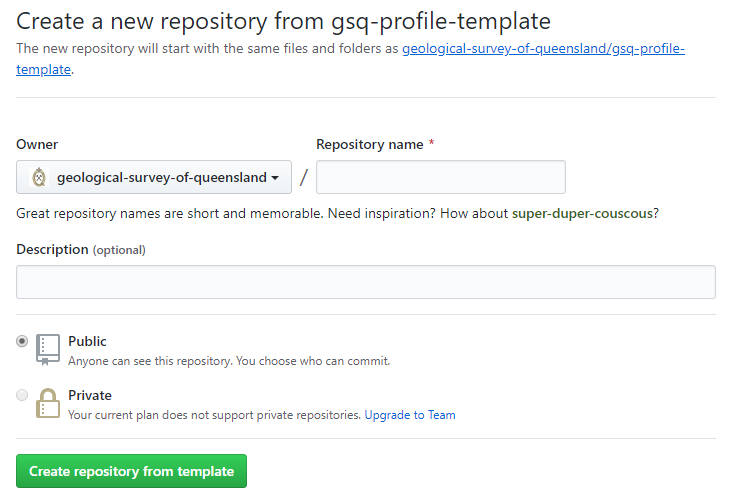 Create a new repository from gsq-profile-template
The new repository will start with the same files and folders as geological-survey-of-queensland/gsq-profile-
template.
Owner
Repository name *
geological-survey-of-queensland
/
Great repository names are short and memorable. Need inspiration? How about super-duper-couscous?
Description (optional)
Public
Anyone can see this repository. You choose who can commit.
Private
Your current plan does not support private repositories. Upgrade to Team
Create repository from template